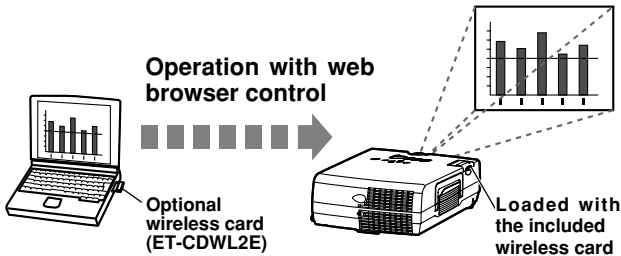 Operation with web
browser control
Optional
wireless card
(ET-CDWL2E)
Loaded with
the included
wireless card